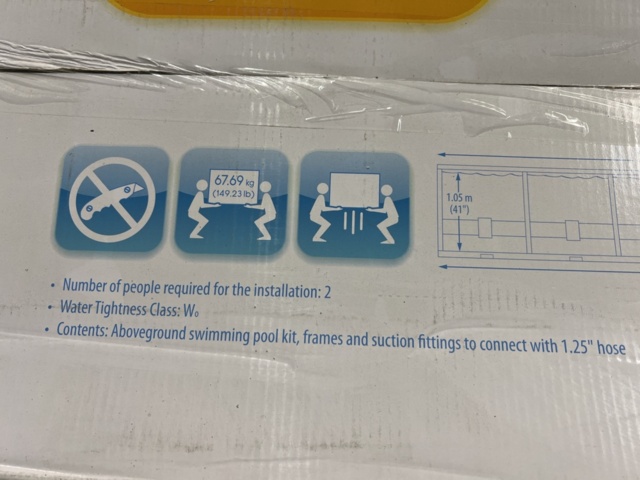 67.69 kg
(149.23 lb)
1.05 m
(41")
• Number of people required for the installation: 2
• Water Tightness Class: W₀
• Contents: Aboveground swimming pool kit, frames and suction fittings to connect with 1.25" hose